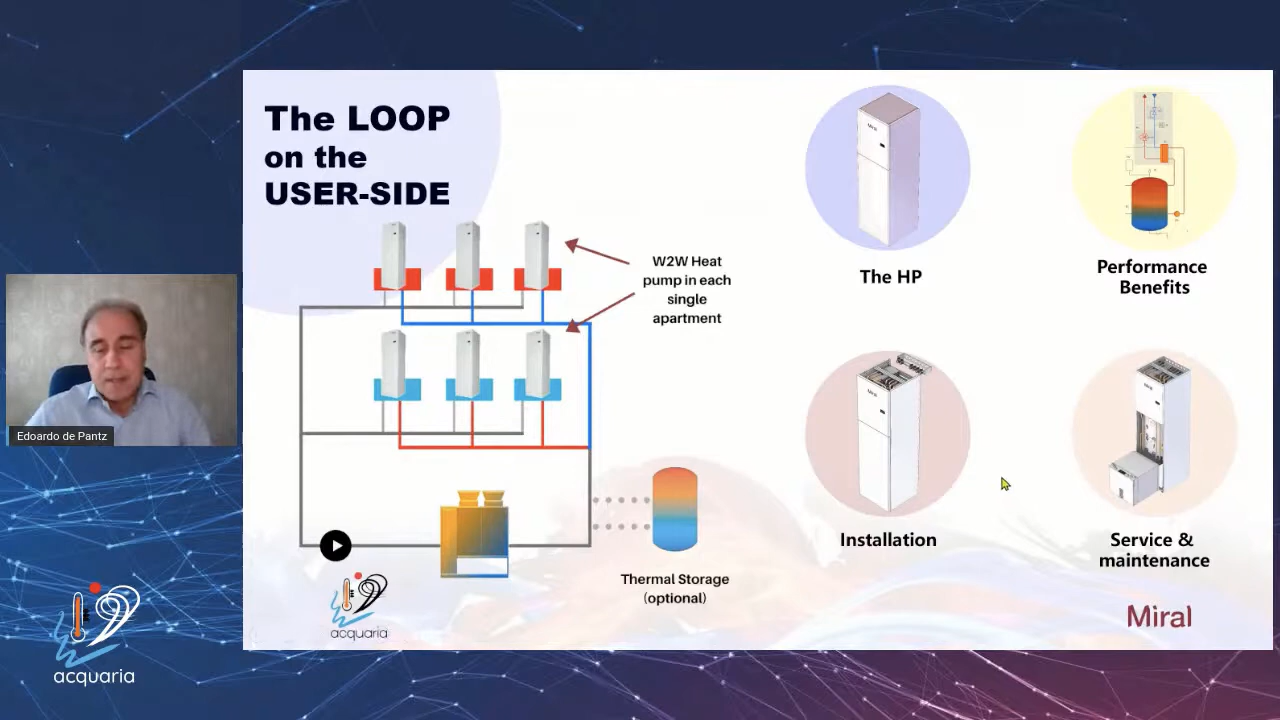 The LOOP
on the
USER-SIDE
W2W Heat
pump in each
single
apartment
Thermal Storage
(optional)
acquaria
The HP
Performance
Benefits
Installation
Service &
maintenance
Miral
Edoardo de Pantz
acquaria